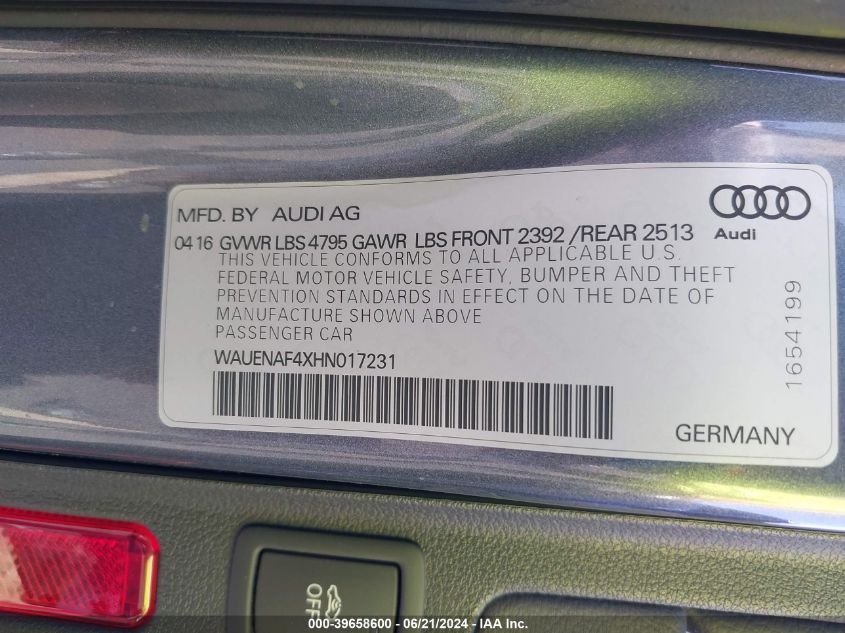 MFD. BY AUDI AG
Audi
04 16 GVWR LBS 4795 GAWR LBS FRONT 2392 /REAR 2513
THIS VEHICLE CONFORMS TO ALL APPLICABLE U.S.
FEDERAL MOTOR VEHICLE SAFETY, BUMPER AND THEFT
PREVENTION STANDARDS IN EFFECT ON THE DATE OF
MANUFACTURE SHOWN ABOVE
PASSENGER CAR
WAUENAF4XHN017231
1654199
GERMANY
OFF
000-39658600 - 06/21/2024 - IAA Inc.